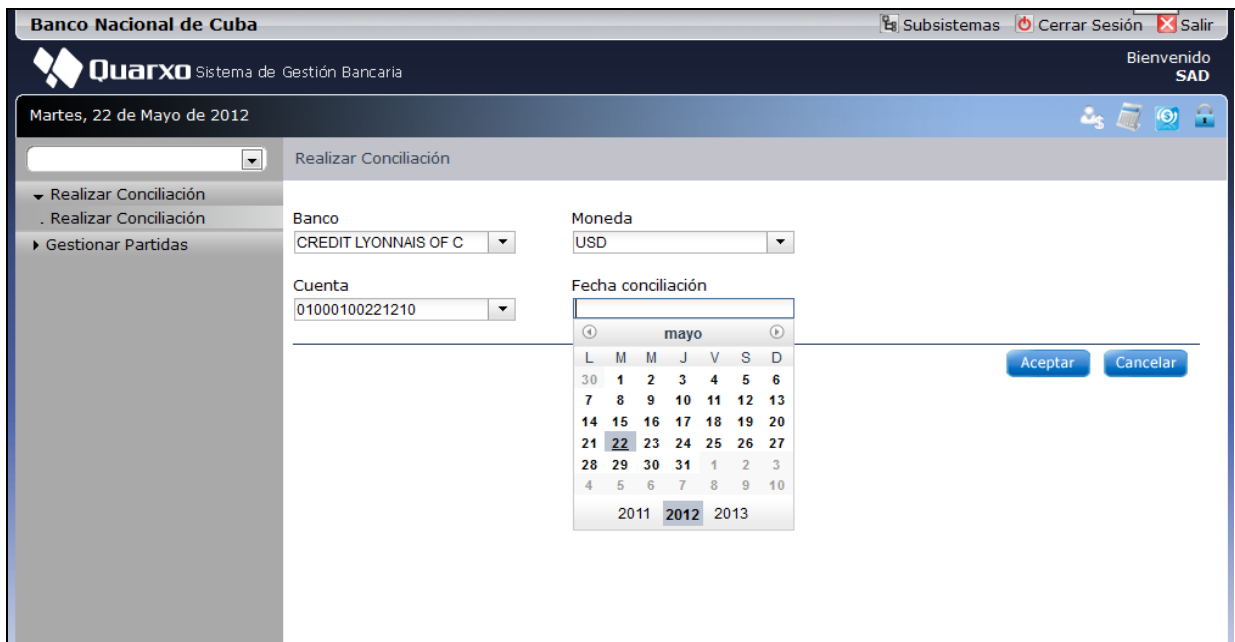 Banco Nacional de Cuba Subsistemas Cerrar Sesión Salir
Quarxo Sistema de Gestión Bancaria
Bienvenido
SAD
Martes, 22 de Mayo de 2012
Realizar Conciliación
Realizar Conciliación
. Realizar Conciliación
Gestionar Partidas
Banco Moneda
CREDIT LYONNAIS OF C USD
Cuenta Fecha conciliación
01000100221210
mayo
L M M J V S D
30 1 2 3 4 5 6
7 8 9 10 11 12 13
14 15 16 17 18 19 20
21 22 23 24 25 26 27
28 29 30 31 1 2 3
4 5 6 7 8 9 10
2011 2012 2013
Aceptar Cancelar